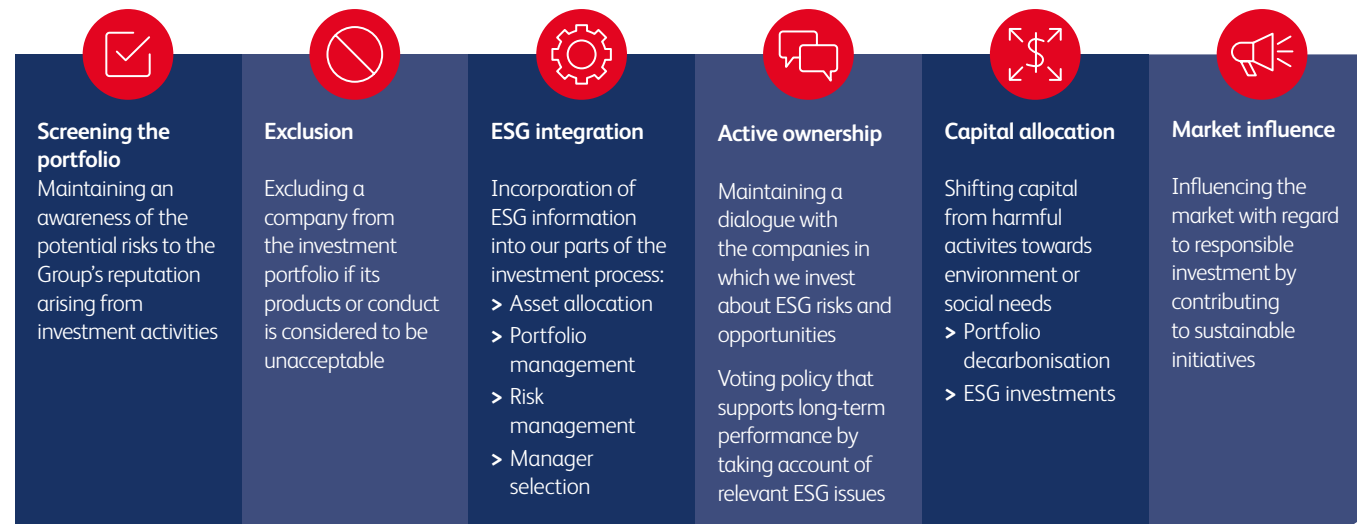 Screening the
portfolio
Maintaining an
awareness of the
potential risks to the
Group's reputation
arising from
investment activities
Exclusion
Excluding a
company from
the investment
portfolio if its
products or conduct
is considered to be
unacceptable
ESG integration
Incorporation of
ESG information
into our parts of the
investment process:
> Asset allocation
> Portfolio
management
> Risk
management
> Manager
selection
Active ownership
Maintaining a
dialogue with
the companies in
which we invest
about ESG risks and
opportunities
Voting policy that
supports long-term
performance by
taking account of
relevant ESG issues
$
Capital allocation
Shifting capital
from harmful
activites towards
environment or
social needs
> Portfolio
decarbonisation
> ESG investments
Market influence
Influencing the
market with regard
to responsible
investment by
contributing
to sustainable
initiatives